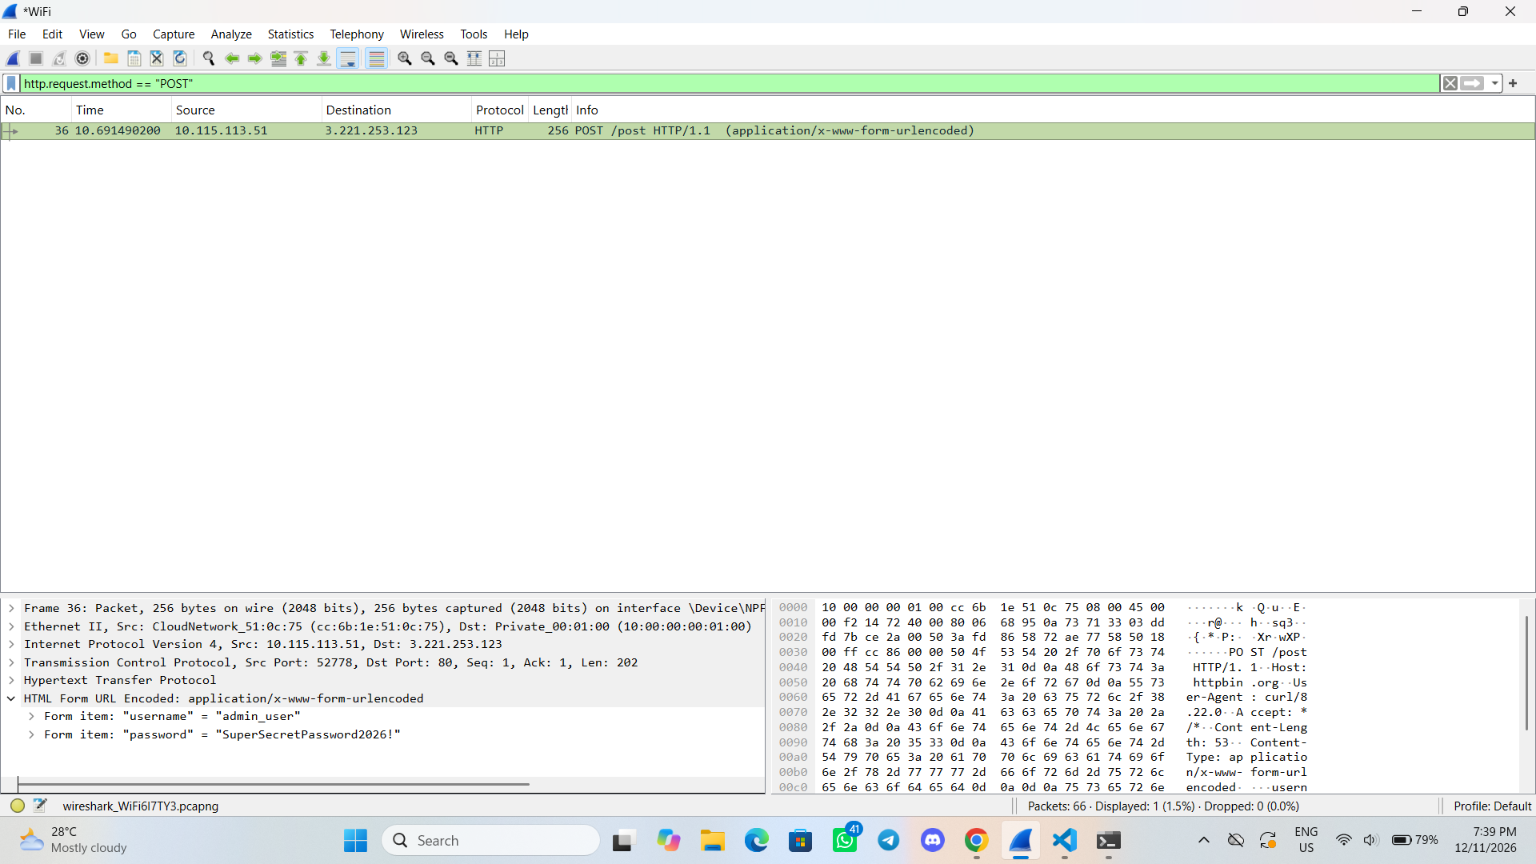 *WiFi
File Edit View Go Capture Analyze Statistics Telephony Wireless Tools Help
http.request.method == "POST"
No. Time Source Destination Protocol Length Info
36 10.691490200 10.115.113.51 3.221.253.123 HTTP 256 POST /post HTTP/1.1 (application/x-www-form-urlencoded)
Frame 36: Packet, 256 bytes on wire (2048 bits), 256 bytes captured (2048 bits) on interface \Device\NPF
Ethernet II, Src: CloudNetwork_51:0c:75 (cc:6b:1e:51:0c:75), Dst: Private_00:01:00 (10:00:00:00:01:00)
Internet Protocol Version 4, Src: 10.115.113.51, Dst: 3.221.253.123
Transmission Control Protocol, Src Port: 52778, Dst Port: 80, Seq: 1, Ack: 1, Len: 202
Hypertext Transfer Protocol
HTML Form URL Encoded: application/x-www-form-urlencoded
Form item: "username" = "admin_user"
Form item: "password" = "SuperSecretPassword2026!"
0000 10 00 00 00 01 00 cc 6b 1e 51 0c 75 08 00 45 00 ·······k ·Q·u··E·
0010 00 f2 14 72 40 00 80 06 68 95 0a 73 71 33 03 dd ···r@··· h··sq3··
0020 fd 7b ce 2a 00 50 3a fd 86 58 72 ae 77 58 50 18 ·{·*·P:· ·Xr·wXP·
0030 00 ff cc 86 00 00 50 4f 53 54 20 2f 70 6f 73 74 ······PO ST /post
0040 20 48 54 54 50 2f 31 2e 31 0d 0a 48 6f 73 74 3a HTTP/1. 1··Host:
0050 20 68 74 74 70 62 69 6e 2e 6f 72 67 0d 0a 55 73 httpbin .org··Us
0060 65 72 2d 41 67 65 6e 74 3a 20 63 75 72 6c 2f 38 er-Agent : curl/8
0070 2e 32 32 2e 30 0d 0a 41 63 63 65 70 74 3a 20 2a .22.0··A ccept: *
0080 2f 2a 0d 0a 43 6f 6e 74 65 6e 74 2d 4c 65 6e 67 /*··Cont ent-Leng
0090 74 68 3a 20 35 33 0d 0a 43 6f 6e 74 65 6e 74 2d th: 53·· Content-
00a0 54 79 70 65 3a 20 61 70 70 6c 69 63 61 74 69 6f Type: ap plicatio
00b0 6e 2f 78 2d 77 77 77 2d 66 6f 72 6d 2d 75 72 6c n/x-www- form-url
00c0 65 6e 63 6f 64 65 64 0d 0a 0d 0a 75 73 65 72 6e encoded· ···usern
wireshark_WiFi6I7TY3.pcapng Packets: 66 · Displayed: 1 (1.5%) · Dropped: 0 (0.0%) Profile: Default
28°C
Mostly cloudy
Search
41
ENG
US
79%
7:39 PM
12/11/2026